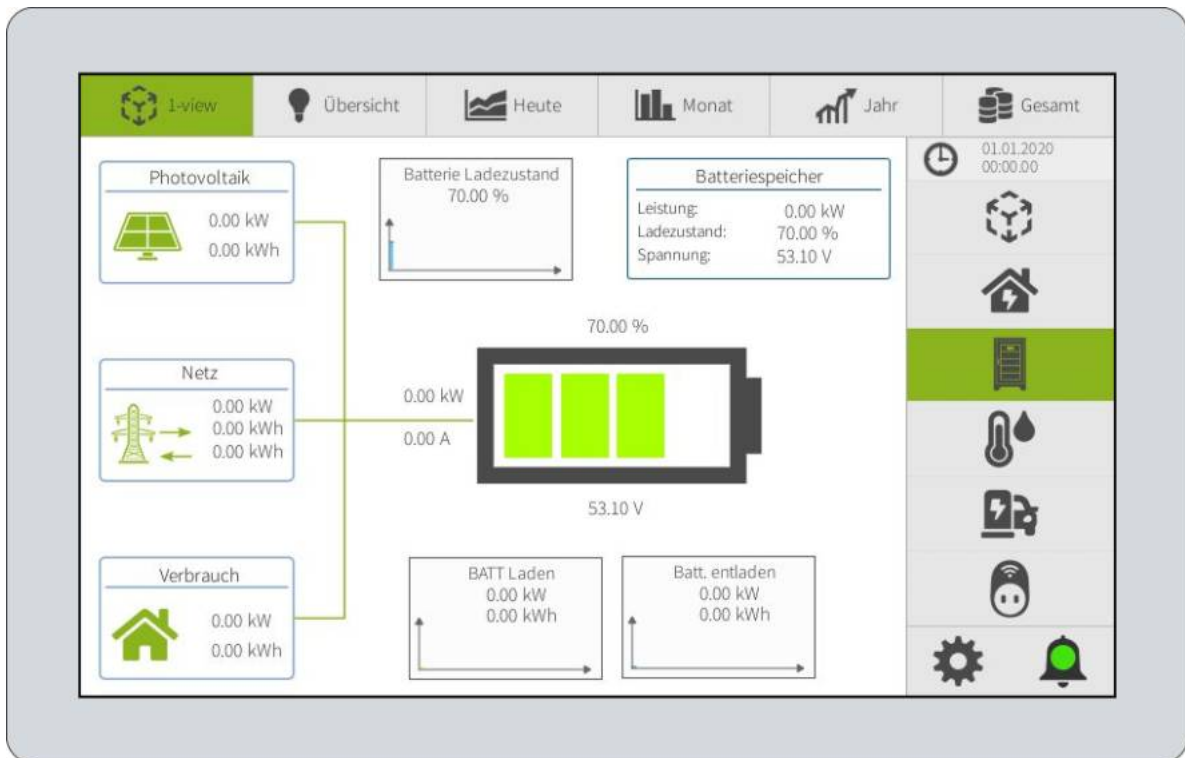 1-view
Übersicht
Heute
Monat
Jahr
Gesamt
01.01.2020
00:00.00
Photovoltaik
0.00 kW
0.00 kWh
Batterie Ladezustand
70.00 %
Batteriespeicher
Leistung: 0.00 kW
Ladezustand: 70.00 %
Spannung: 53.10 V
70.00 %
Netz
0.00 kW
0.00 kWh
0.00 kWh
0.00 kW
0.00 A
53.10 V
Verbrauch
0.00 kW
0.00 kWh
BATT Laden
0.00 kW
0.00 kWh
Batt. entladen
0.00 kW
0.00 kWh